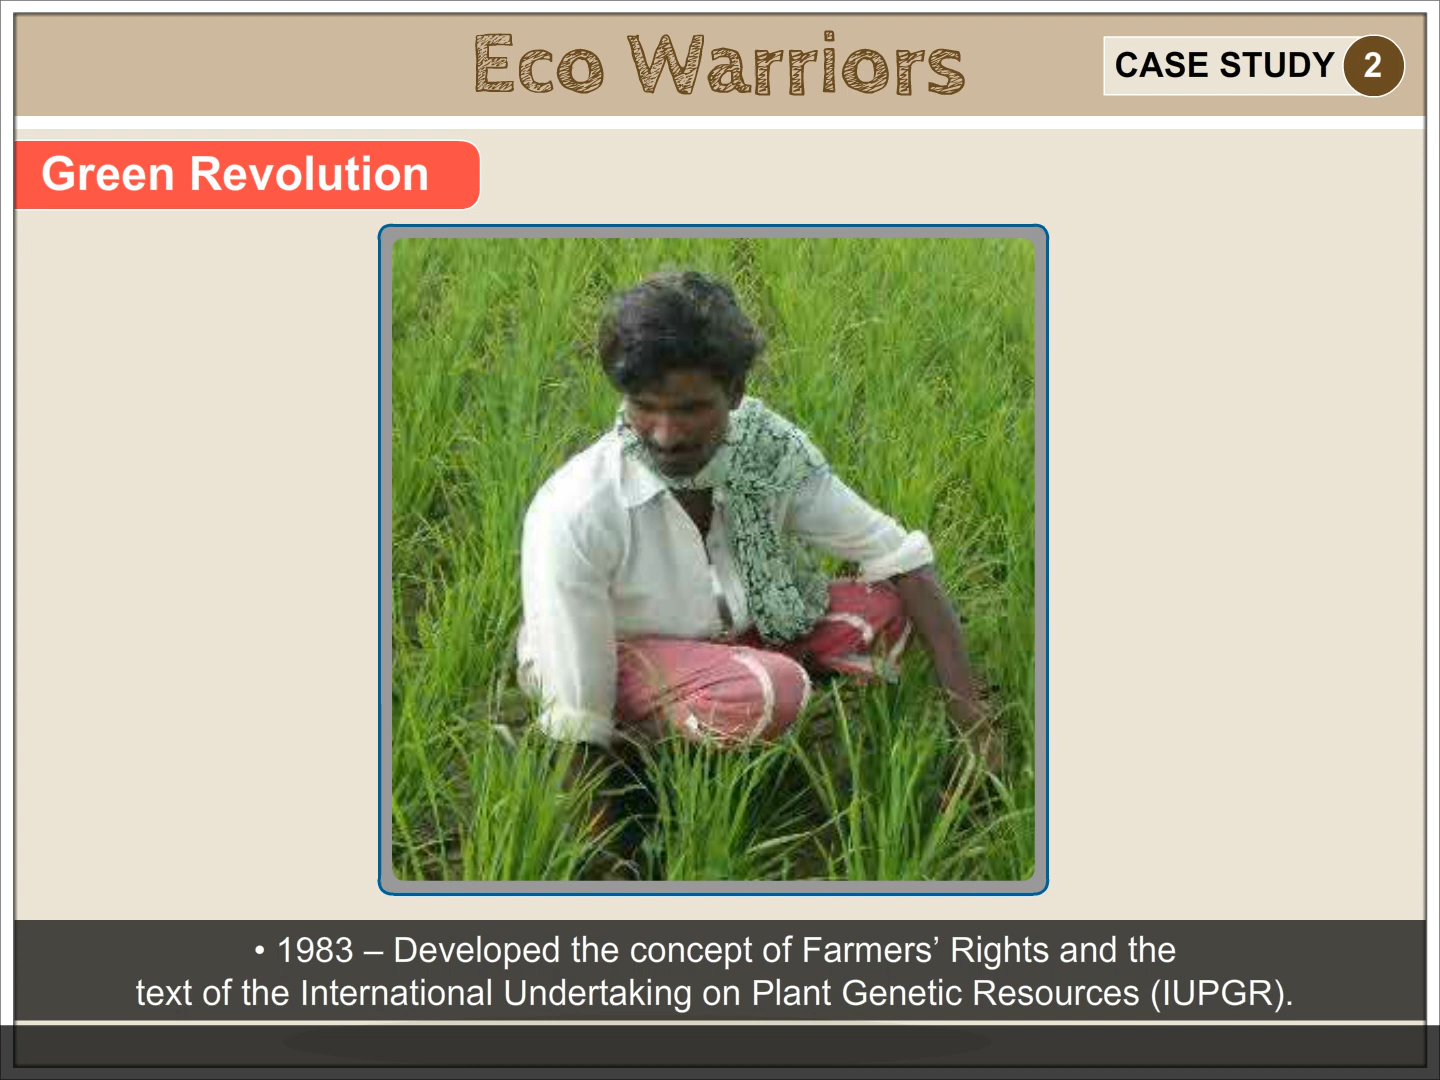 Eco Warriors
CASE STUDY 2
Green Revolution
• 1983 – Developed the concept of Farmers’ Rights and the
text of the International Undertaking on Plant Genetic Resources (IUPGR).